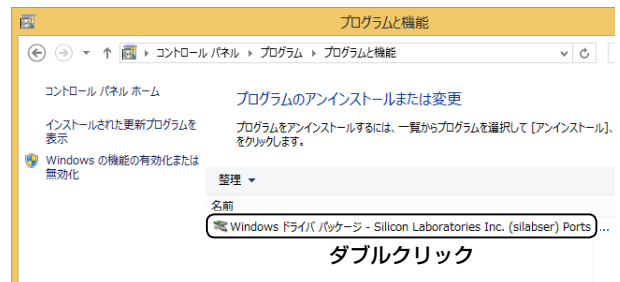 プログラムと機能
コントロール パネル プログラム プログラムと機能
コントロール パネル ホーム
インストールされた更新プログラムを
表示
Windows の機能の有効化または
無効化
プログラムのアンインストールまたは変更
プログラムをアンインストールするには、一覧からプログラムを選択して [アンインストール]、
をクリックします。
整理
名前
Windows ドライバ パッケージ - Silicon Laboratories Inc. (silabser) Ports ...
ダブルクリック